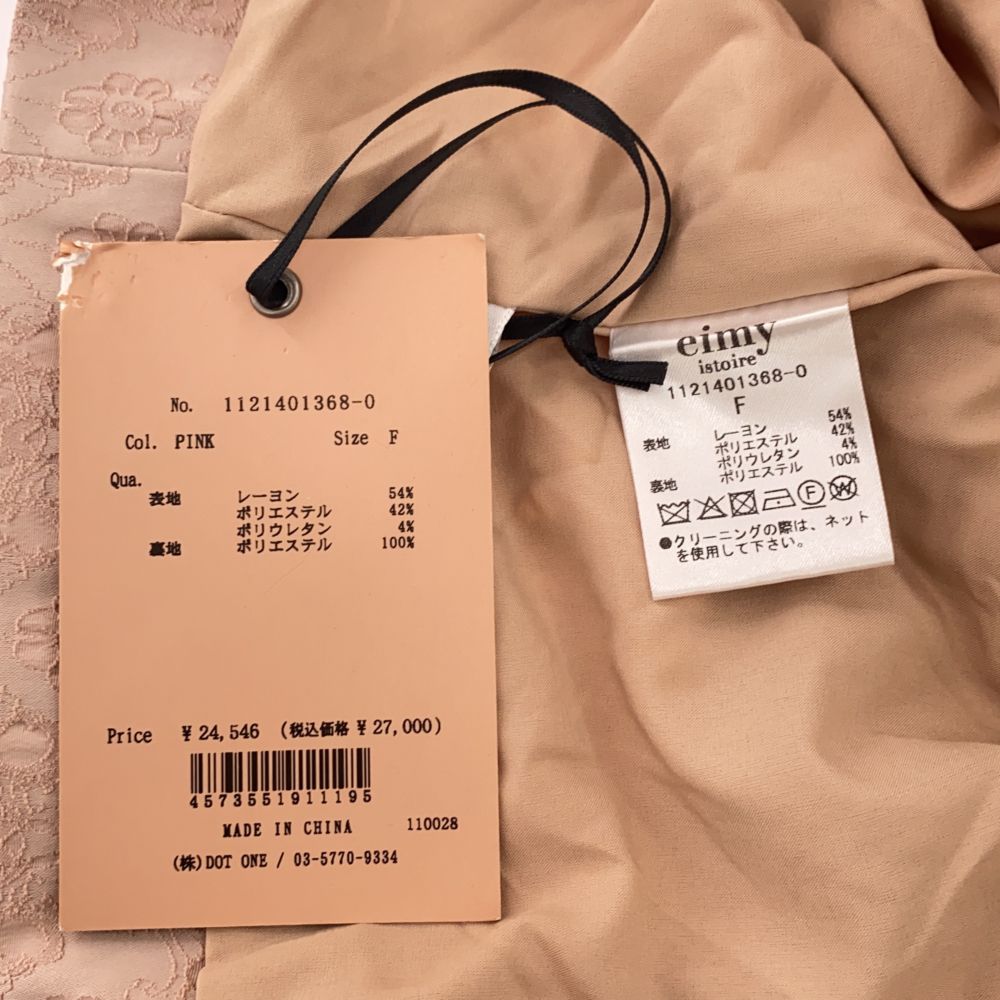 No. 1121401368-0
Col. PINK Size F
Qua.
表地 レーヨン 54%
ポリエステル 42%
ポリウレタン 4%
裏地 ポリエステル 100%
Price ¥24,546 (税込価格 ¥27,000)
4573551911195
MADE IN CHINA 110028
(株)DOT ONE / 03-5770-9334
eimy
istoire
1121401368-0
F
表地 レーヨン 54%
ポリエステル 42%
ポリウレタン 4%
裏地 ポリエステル 100%
F W
●クリーニングの際は、ネット
を使用して下さい。